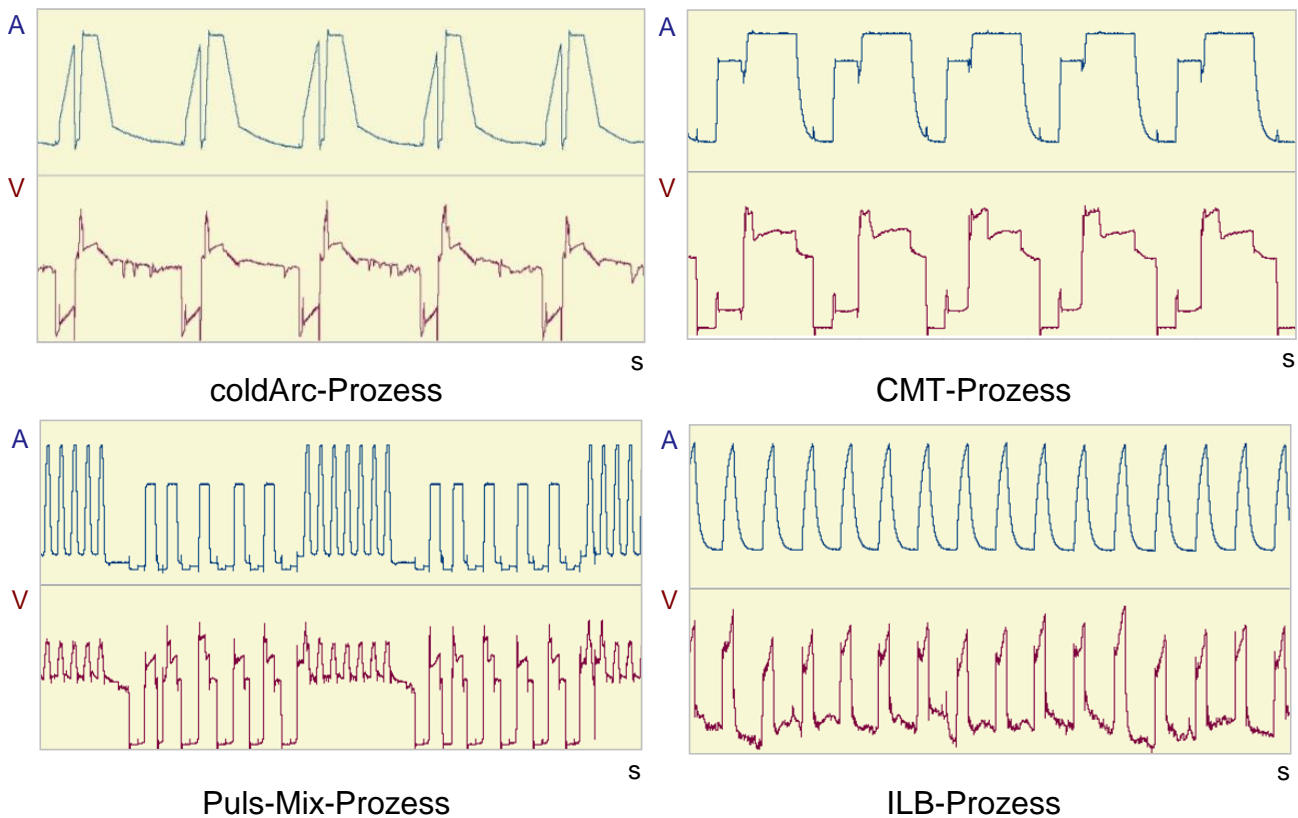 A
V
s
coldArc-Prozess
A
V
s
CMT-Prozess
A
V
s
Puls-Mix-Prozess
A
V
s
ILB-Prozess